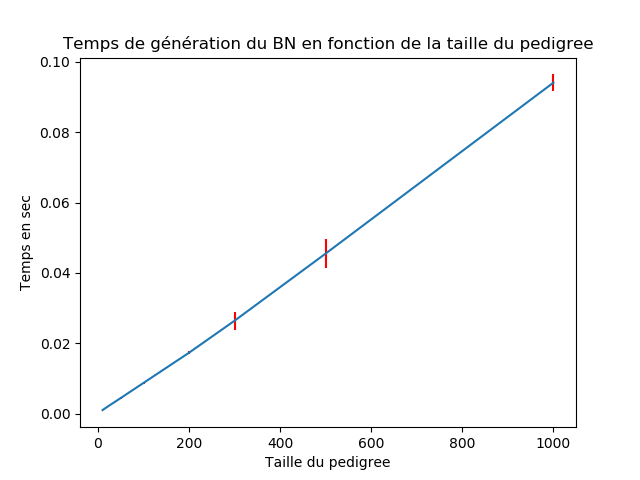 Temps de génération du BN en fonction de la taille du pedigree
0.10
0.08
0.06
0.04
0.02
0.00
Temps en sec
0 200 400 600 800 1000
Taille du pedigree